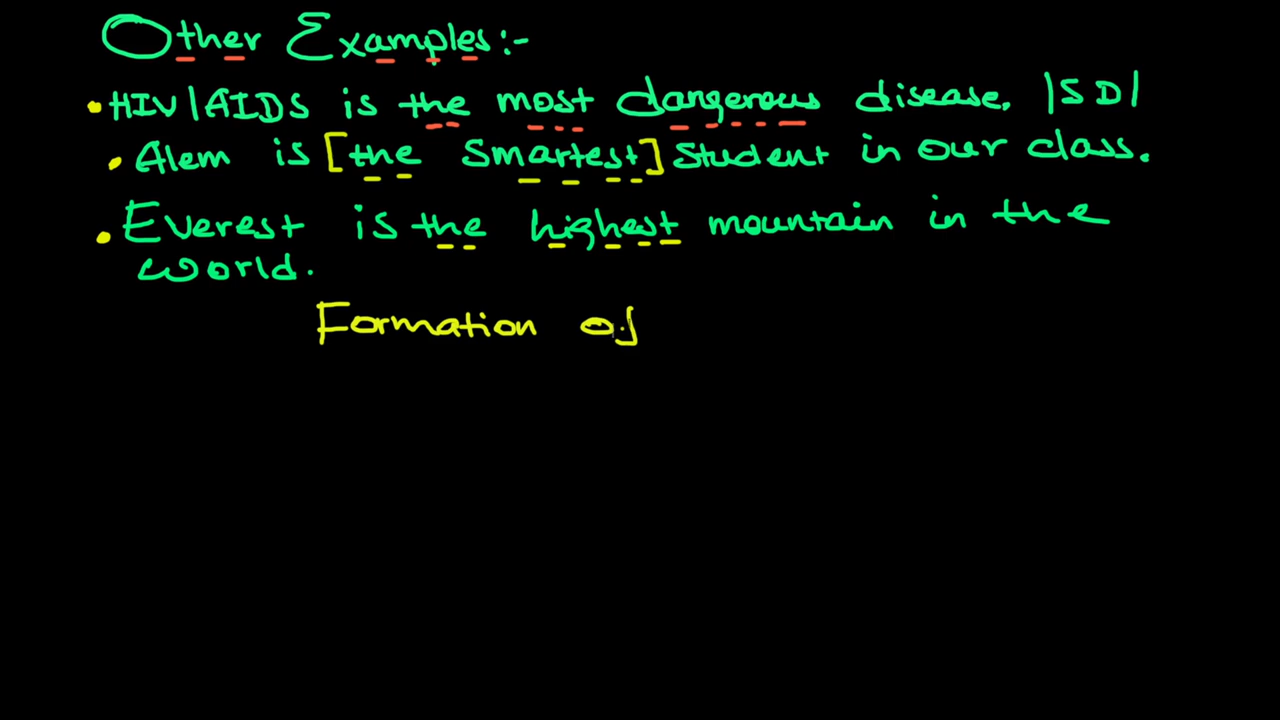 Other Examples:-
• HIV/AIDS is the most dangerous disease. |SD|
• Alem is [the smartest] student in our class.
• Everest is the highest mountain in the
world.
Formation of